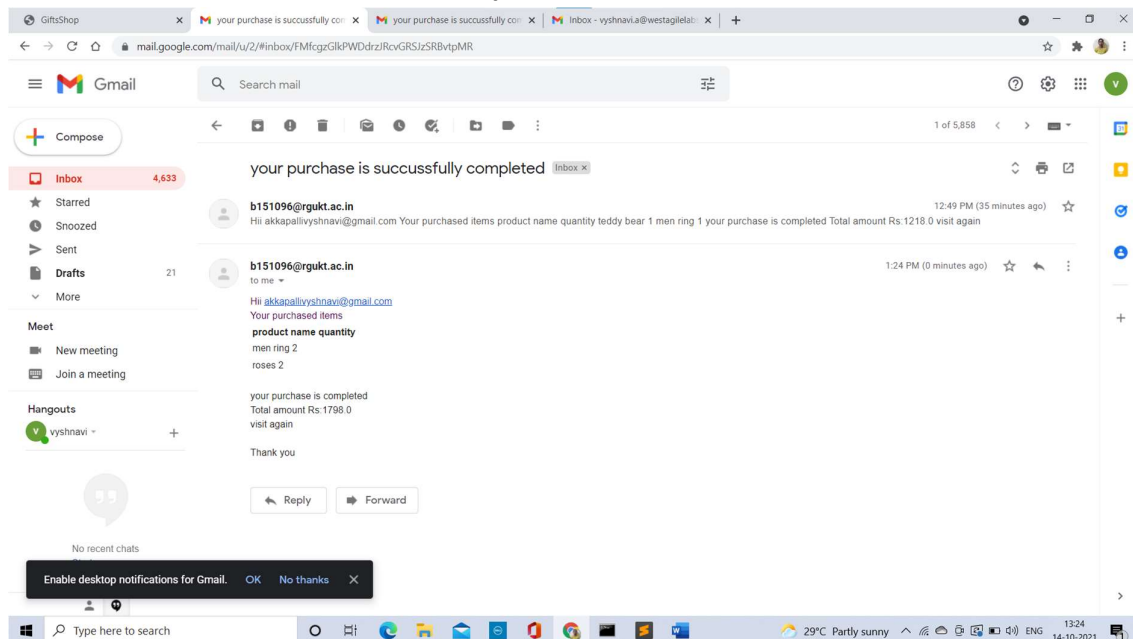 GiftsShop
your purchase is succussfully con
your purchase is succussfully con
Inbox - vyshnavi.a@westagilelab
mail.google.com/mail/u/2/#inbox/FMfcgzGlkPWDdrzJRcvGRSJzSRBvtpMR
Gmail
Search mail
V
Compose
1 of 5,858
31
Inbox 4,633
Starred
Snoozed
Sent
Drafts 21
More
Meet
New meeting
Join a meeting
Hangouts
V vyshnavi
No recent chats
your purchase is succussfully completed Inbox x
b151096@rgukt.ac.in 12:49 PM (35 minutes ago)
Hii akkapallivyshnavi@gmail.com Your purchased items product name quantity teddy bear 1 men ring 1 your purchase is completed Total amount Rs:1218.0 visit again
b151096@rgukt.ac.in 1:24 PM (0 minutes ago)
to me
Hii akkapallivyshnavi@gmail.com
Your purchased items
product name quantity
men ring 2
roses 2
your purchase is completed
Total amount Rs:1798.0
visit again
Thank you
Reply Forward
Enable desktop notifications for Gmail. OK No thanks
Type here to search
29°C Partly sunny
ENG
13:24
14-10-2021